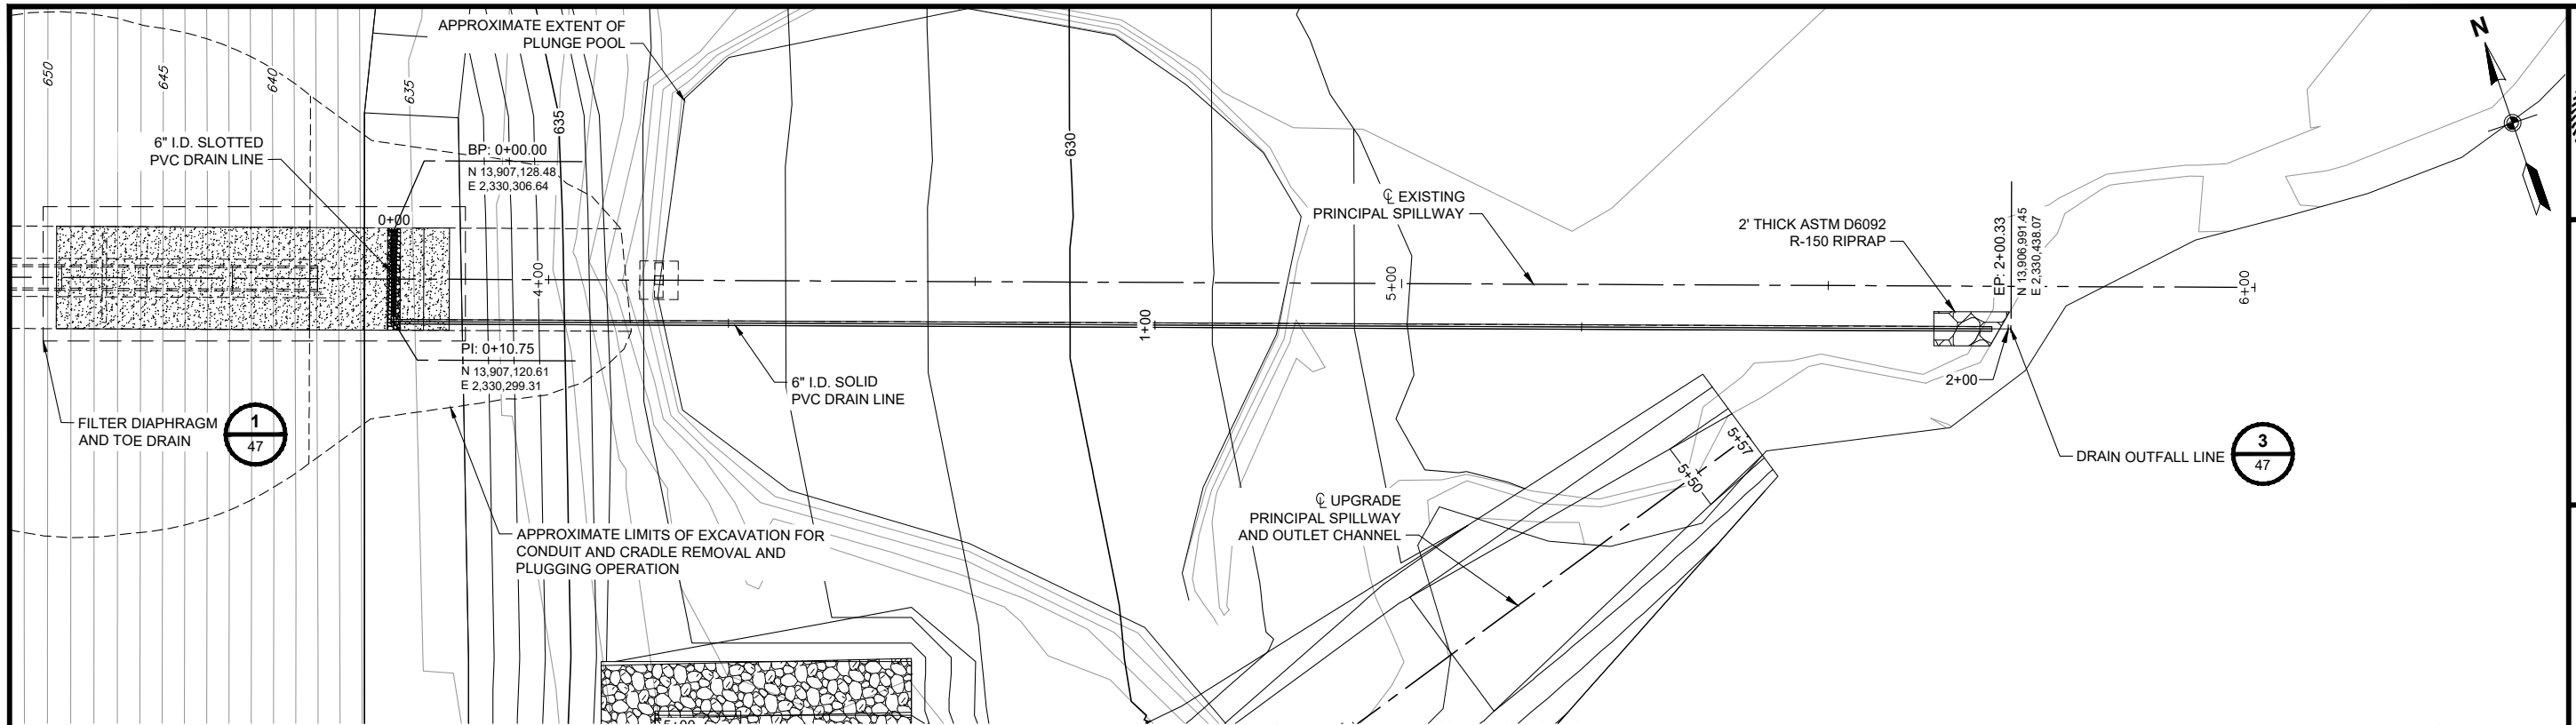 APPROXIMATE EXTENT OF
PLUNGE POOL
N
650
645
640
635
635
630
6" I.D. SLOTTED
PVC DRAIN LINE
BP: 0+00.00
N 13,907,128.48
E 2,330,306.64
0+00
℄ EXISTING
PRINCIPAL SPILLWAY
2' THICK ASTM D6092
R-150 RIPRAP
EP: 2+00.33
N 13,906,991.45
E 2,330,438.07
4+00
5+00
6+00
1+00
PI: 0+10.75
N 13,907,120.61
E 2,330,299.31
6" I.D. SOLID
PVC DRAIN LINE
2+00
FILTER DIAPHRAGM
AND TOE DRAIN
1
47
5+57
5+50
DRAIN OUTFALL LINE
3
47
℄ UPGRADE
PRINCIPAL SPILLWAY
AND OUTLET CHANNEL
APPROXIMATE LIMITS OF EXCAVATION FOR
CONDUIT AND CRADLE REMOVAL AND
PLUGGING OPERATION